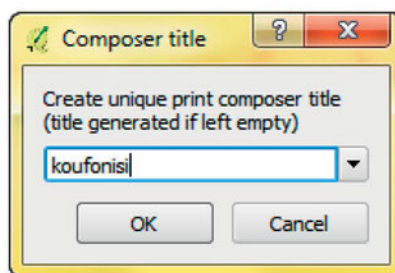 Composer title
Create unique print composer title
(title generated if left empty)
koufonisi
OK Cancel